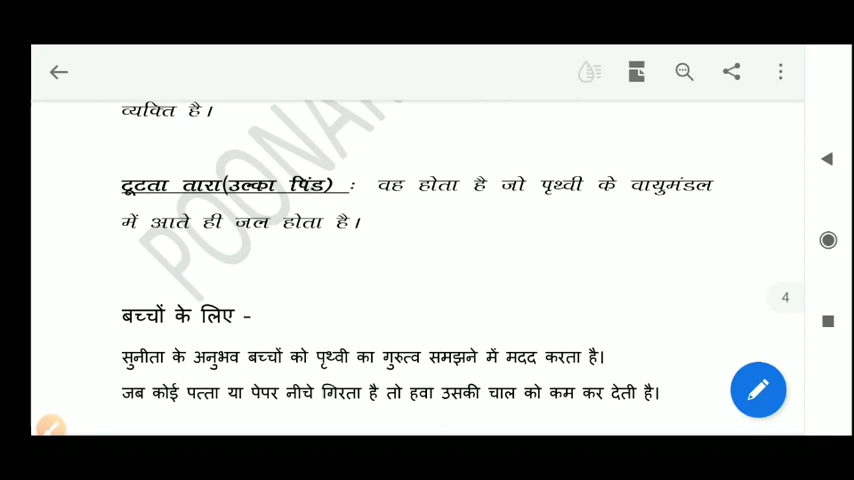 व्यक्ति है।
टूटता तारा(उल्का पिंड) : वह होता है जो पृथ्वी के वायुमंडल
में आते ही जल होता है।
4
बच्चों के लिए -
सुनीता के अनुभव बच्चों को पृथ्वी का गुरुत्व समझने में मदद करता है।
जब कोई पत्ता या पेपर नीचे गिरता है तो हवा उसकी चाल को कम कर देती है।
POONAM